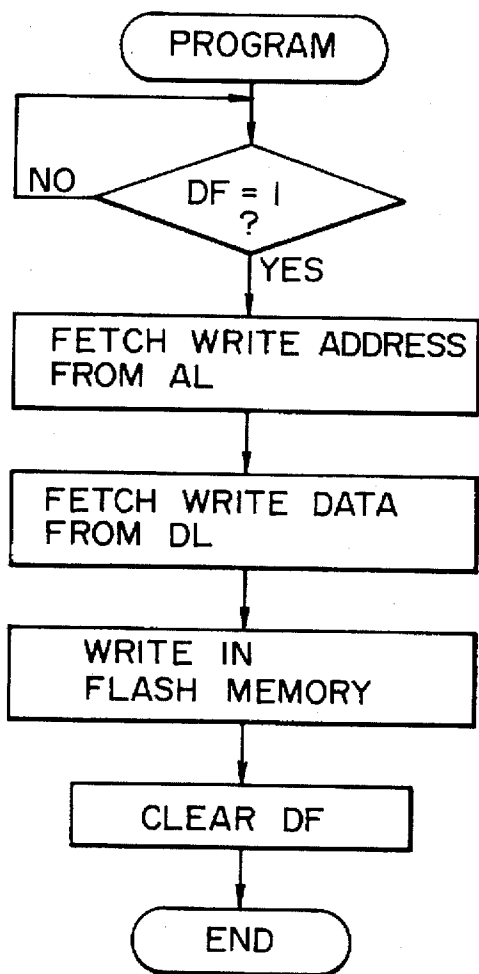 PROGRAM
DF = 1
?
NO
YES
FETCH WRITE ADDRESS
FROM AL
FETCH WRITE DATA
FROM DL
WRITE IN
FLASH MEMORY
CLEAR DF
END